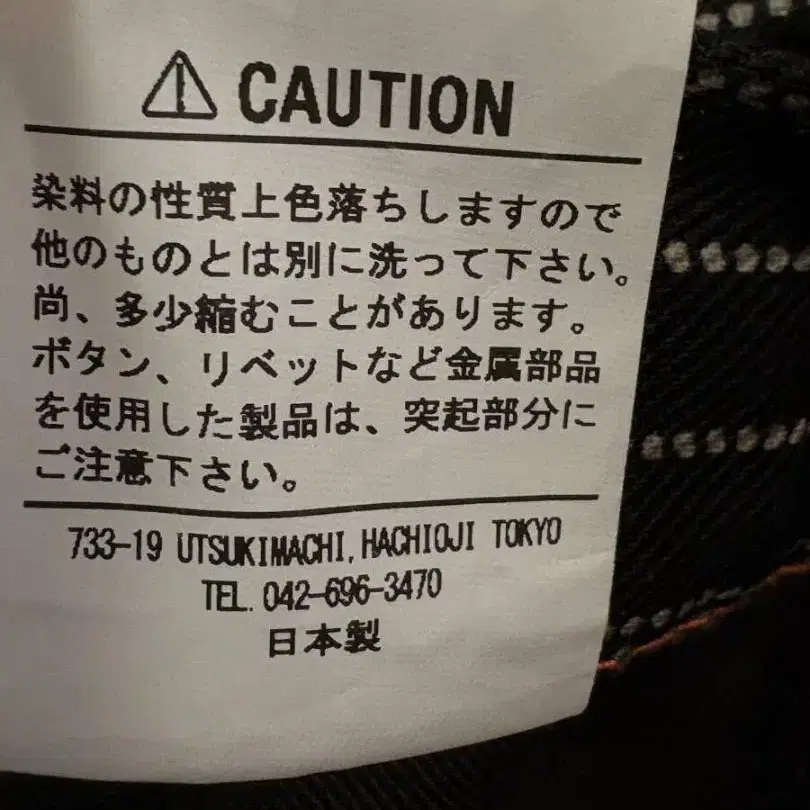 CAUTION
染料の性質上色落ちしますので
他のものとは別に洗って下さい。
尚、多少縮むことがあります。
ボタン、リベットなど金属部品
を使用した製品は、突起部分に
ご注意下さい。
733-19 UTSUKIMACHI, HACHIOJI TOKYO
TEL. 042-696-3470
日本製